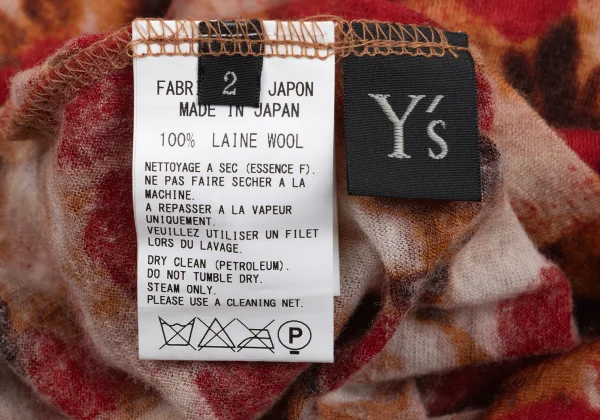 2
Y's
FABR JAPON
MADE IN JAPAN
100% LAINE WOOL
NETTOYAGE A SEC (ESSENCE F).
NE PAS FAIRE SECHER A LA
MACHINE.
A REPASSER A LA VAPEUR
UNIQUEMENT.
VEUILLEZ UTILISER UN FILET
LORS DU LAVAGE.
DRY CLEAN (PETROLEUM).
DO NOT TUMBLE DRY.
STEAM ONLY.
PLEASE USE A CLEANING NET.
P